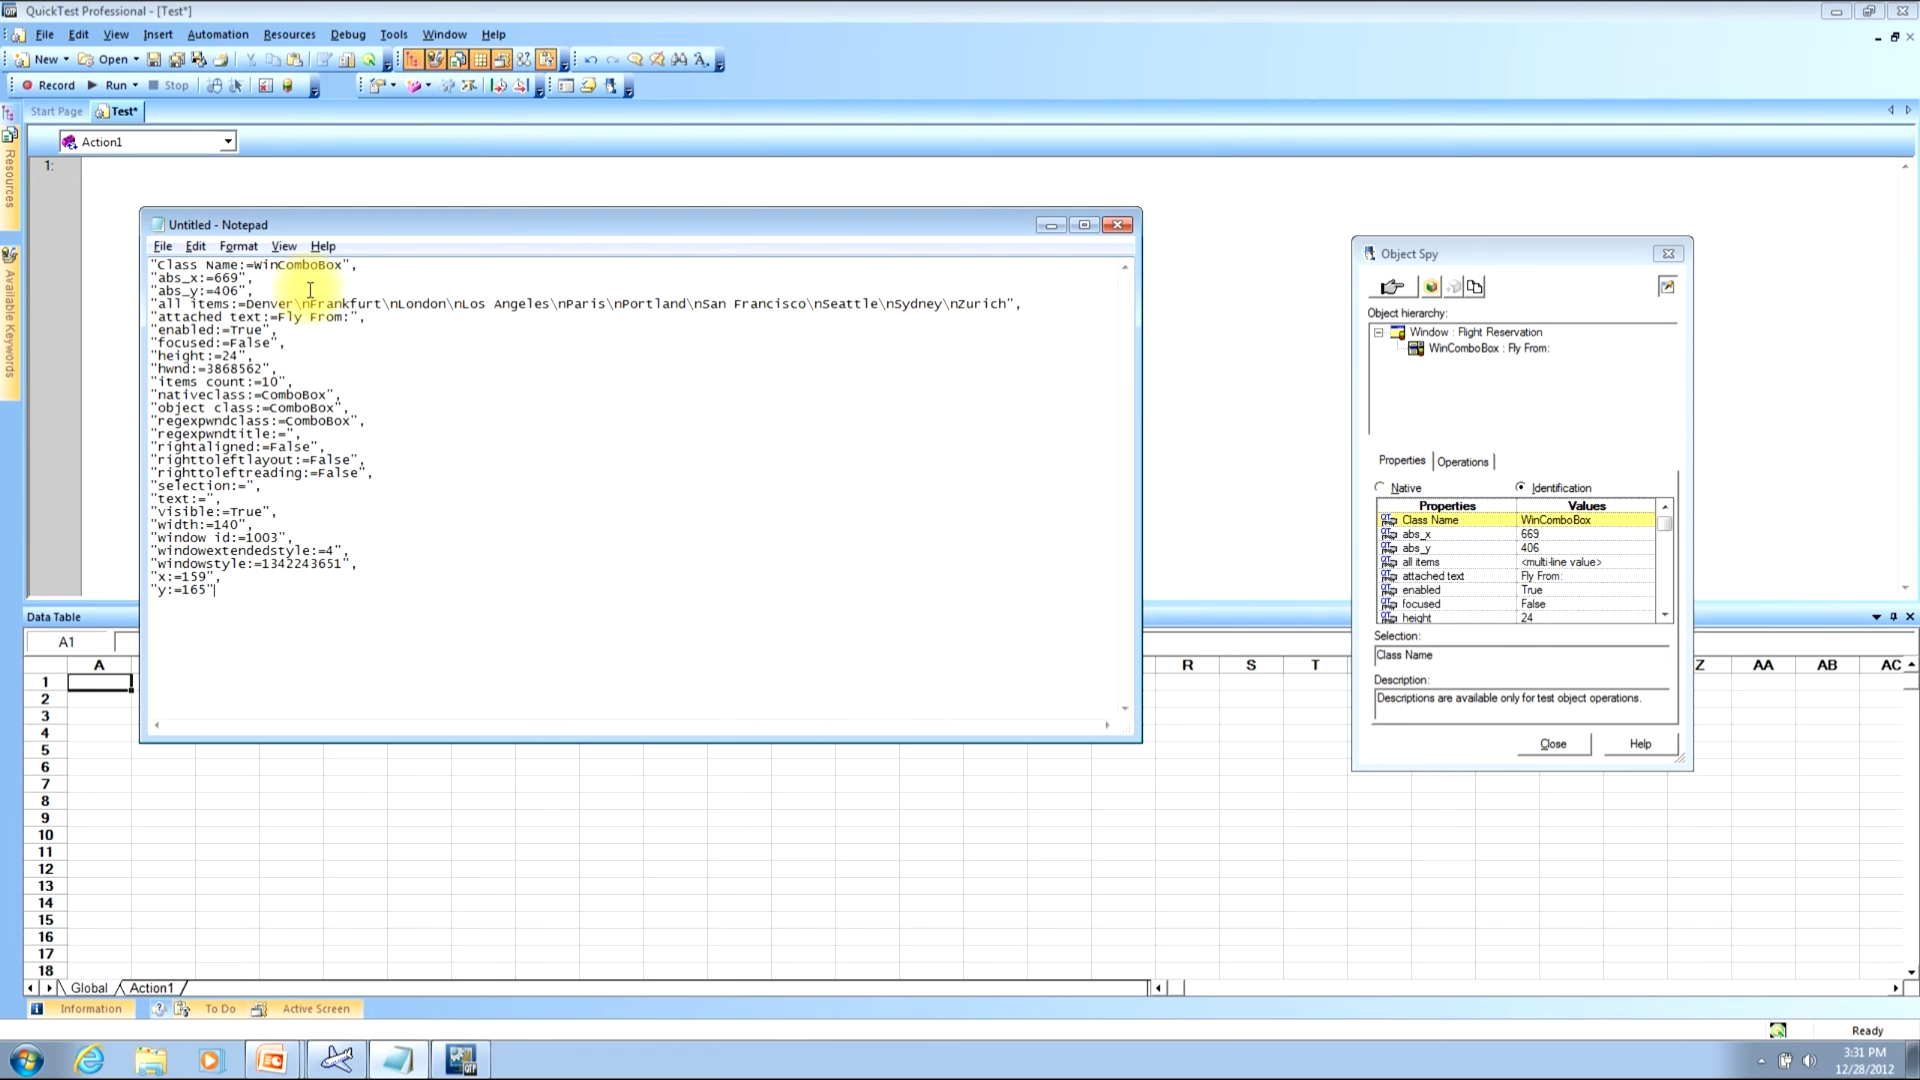 QuickTest Professional - [Test*]
File Edit View Insert Automation Resources Debug Tools Window Help
New Open
Record Run Stop
Start Page Test*
Action1
1:
Resources
Available Keywords
Untitled - Notepad
File Edit Format View Help
"Class Name:=WinComboBox",
"abs_x:=669",
"abs_y:=406",
"all items:=Denver\nFrankfurt\nLondon\nLos Angeles\nParis\nPortland\nSan Francisco\nSeattle\nSydney\nZurich",
"attached text:=Fly From:",
"enabled:=True",
"focused:=False",
"height:=24",
"hwnd:=3868562",
"items count:=10",
"nativeclass:=ComboBox",
"object class:=ComboBox",
"regexpwndclass:=ComboBox",
"regexpwndtitle:=",
"rightaligned:=False",
"righttoleftlayout:=False",
"righttoleftreading:=False",
"selection:=",
"text:=",
"visible:=True",
"width:=140",
"window id:=1003",
"windowextendedstyle:=4",
"windowstyle:=1342243651",
"x:=159",
"y:=165"
Object Spy
Object hierarchy:
Window : Flight Reservation
WinComboBox : Fly From:
Properties Operations
Native Identification
Properties Values
Class Name WinComboBox
abs_x 669
abs_y 406
all items <multi-line value>
attached text Fly From:
enabled True
focused False
height 24
Selection:
Class Name
Description:
Descriptions are available only for test object operations.
Close Help
Data Table
A1
A R S T Z AA AB AC
1
2
3
4
5
6
7
8
9
10
11
12
13
14
15
16
17
18
Global Action1
Information To Do Active Screen
Ready
QTP
3:31 PM
12/28/2012